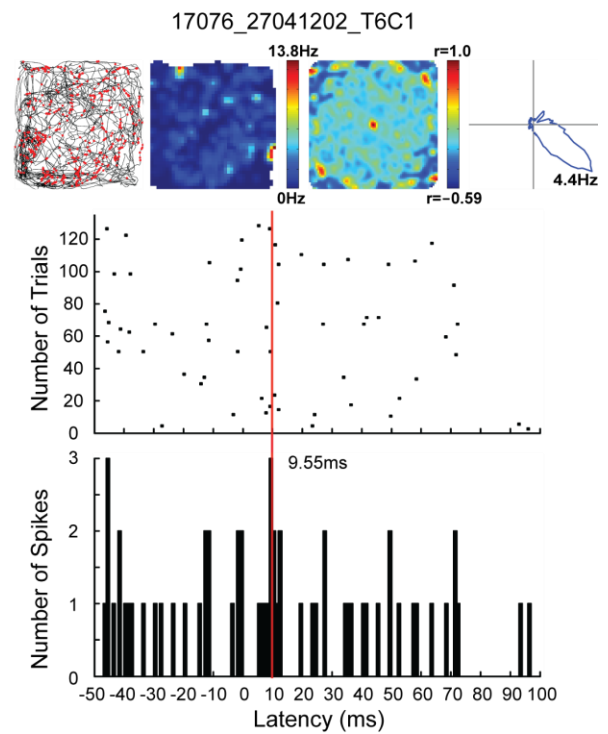 17076_27041202_T6C1
13.8Hz r=1.0
0Hz r=−0.59 4.4Hz
Number of Trials
120
100
80
60
40
20
0
9.55ms
Number of Spikes
3
2
1
0
-50 -40 -30 -20 -10 0 10 20 30 40 50 60 70 80 90 100
Latency (ms)